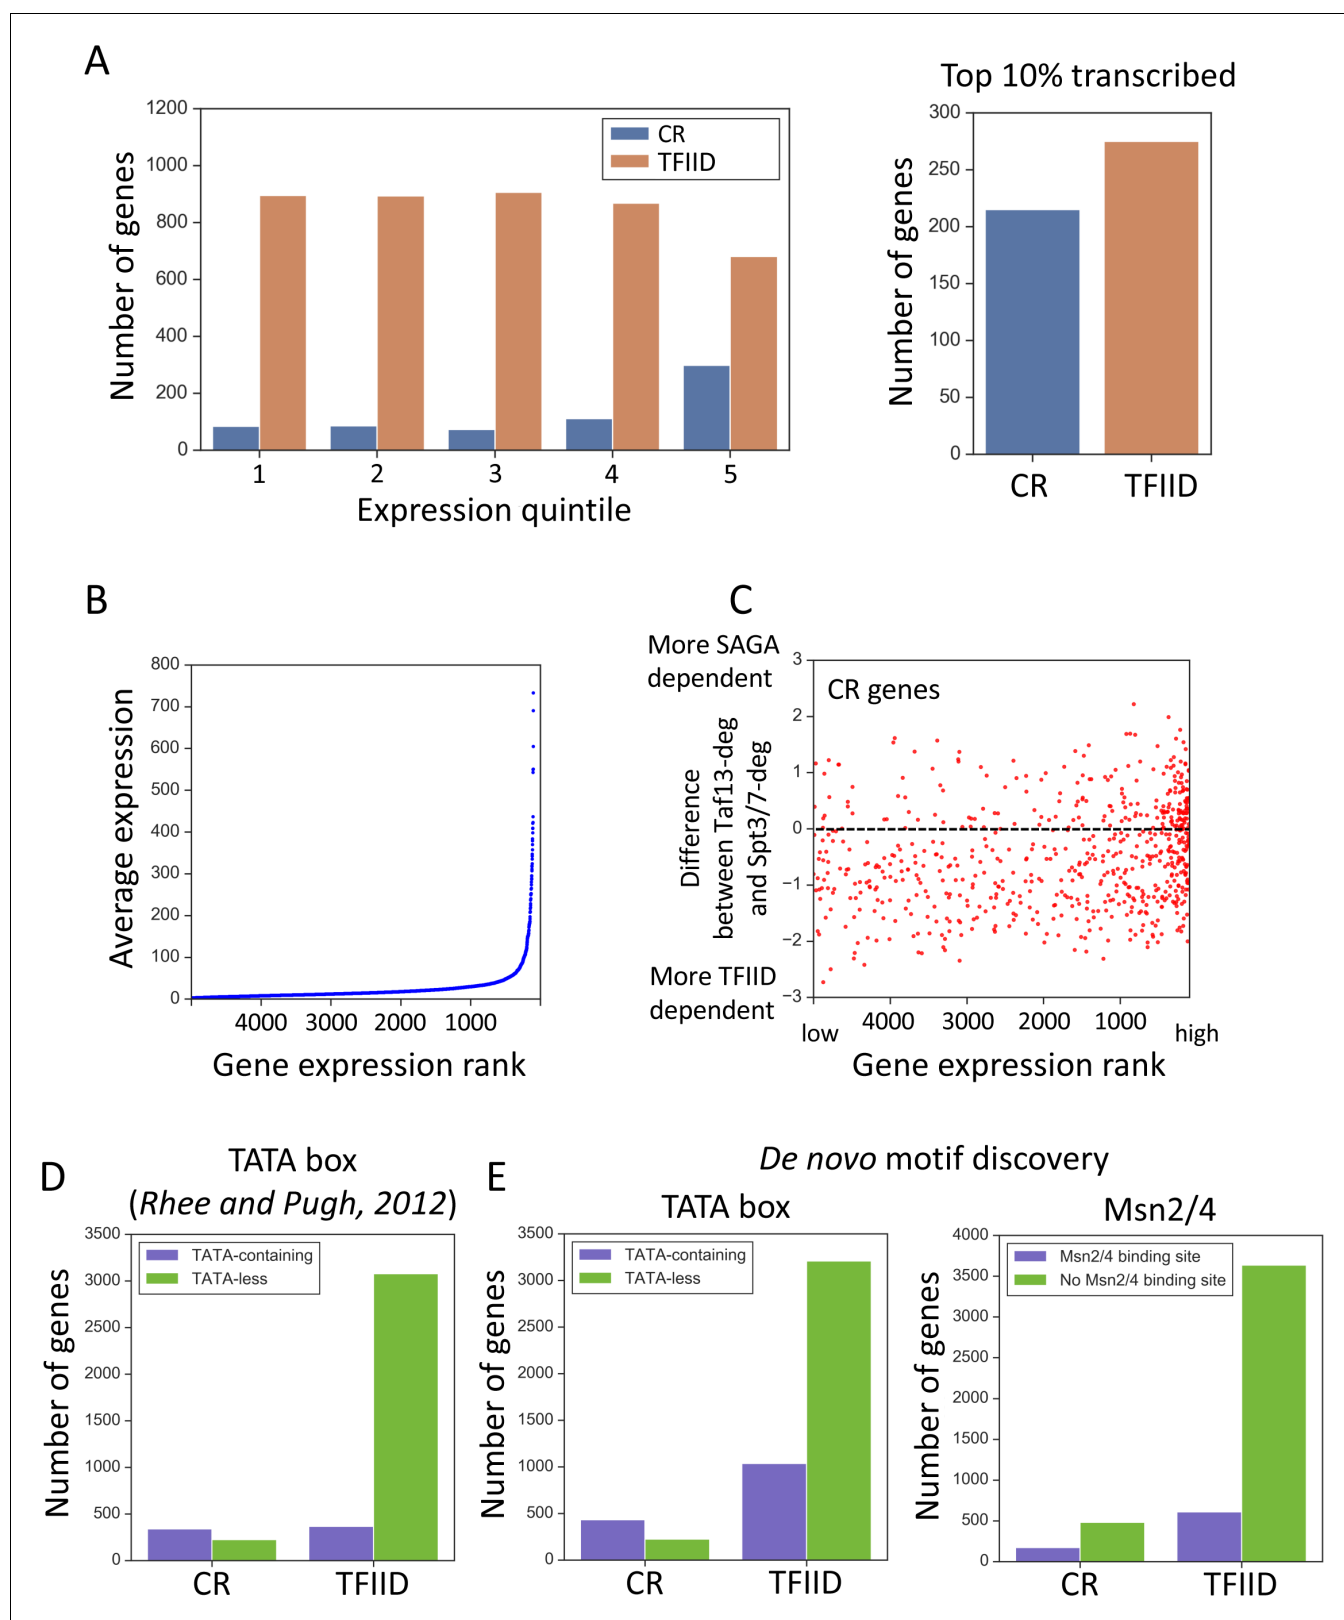 A
1200
1000
800
600
400
200
0
Number of genes
CR
TFIID
1 2 3 4 5
Expression quintile
Top 10% transcribed
300
250
200
150
100
50
0
Number of genes
CR TFIID
B
800
700
600
500
400
300
200
100
0
Average expression
4000 3000 2000 1000
Gene expression rank
C
More SAGA
dependent
Difference
between Taf13-deg
and Spt3/7-deg
More TFIID
dependent
3
2
1
0
−1
−2
−3
CR genes
low 4000 3000 2000 1000 high
Gene expression rank
D
TATA box
(Rhee and Pugh, 2012)
3500
3000
2500
2000
1500
1000
500
0
Number of genes
TATA-containing
TATA-less
CR TFIID
E
De novo motif discovery
TATA box
3500
3000
2500
2000
1500
1000
500
0
Number of genes
TATA-containing
TATA-less
CR TFIID
Msn2/4
4000
3500
3000
2500
2000
1500
1000
500
0
Number of genes
Msn2/4 binding site
No Msn2/4 binding site
CR TFIID